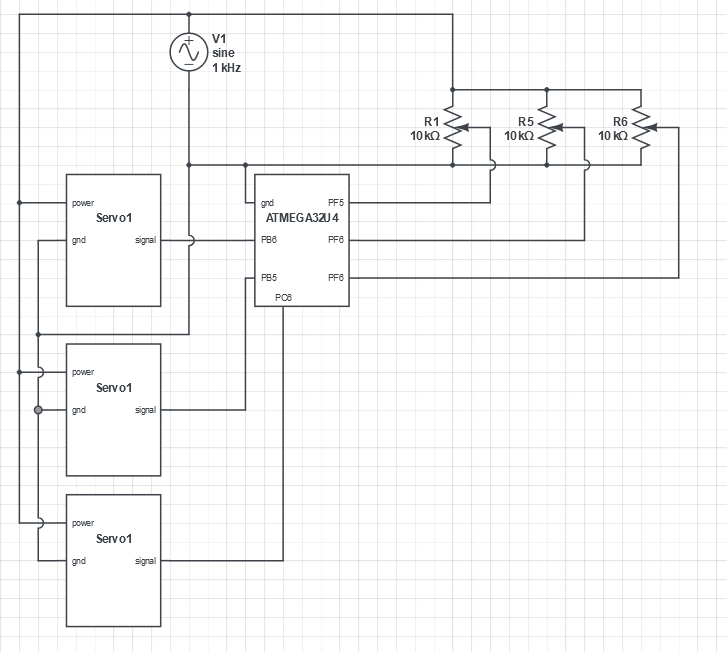 +
V1
sine
1 kHz
−
R1
10 kΩ
R5
10 kΩ
R6
10 kΩ
power
Servo1
gnd
signal
gnd
PF5
ATMEGA32U4
PB6
PF6
PB5
PF6
PC6
power
Servo1
gnd
signal
power
Servo1
gnd
signal